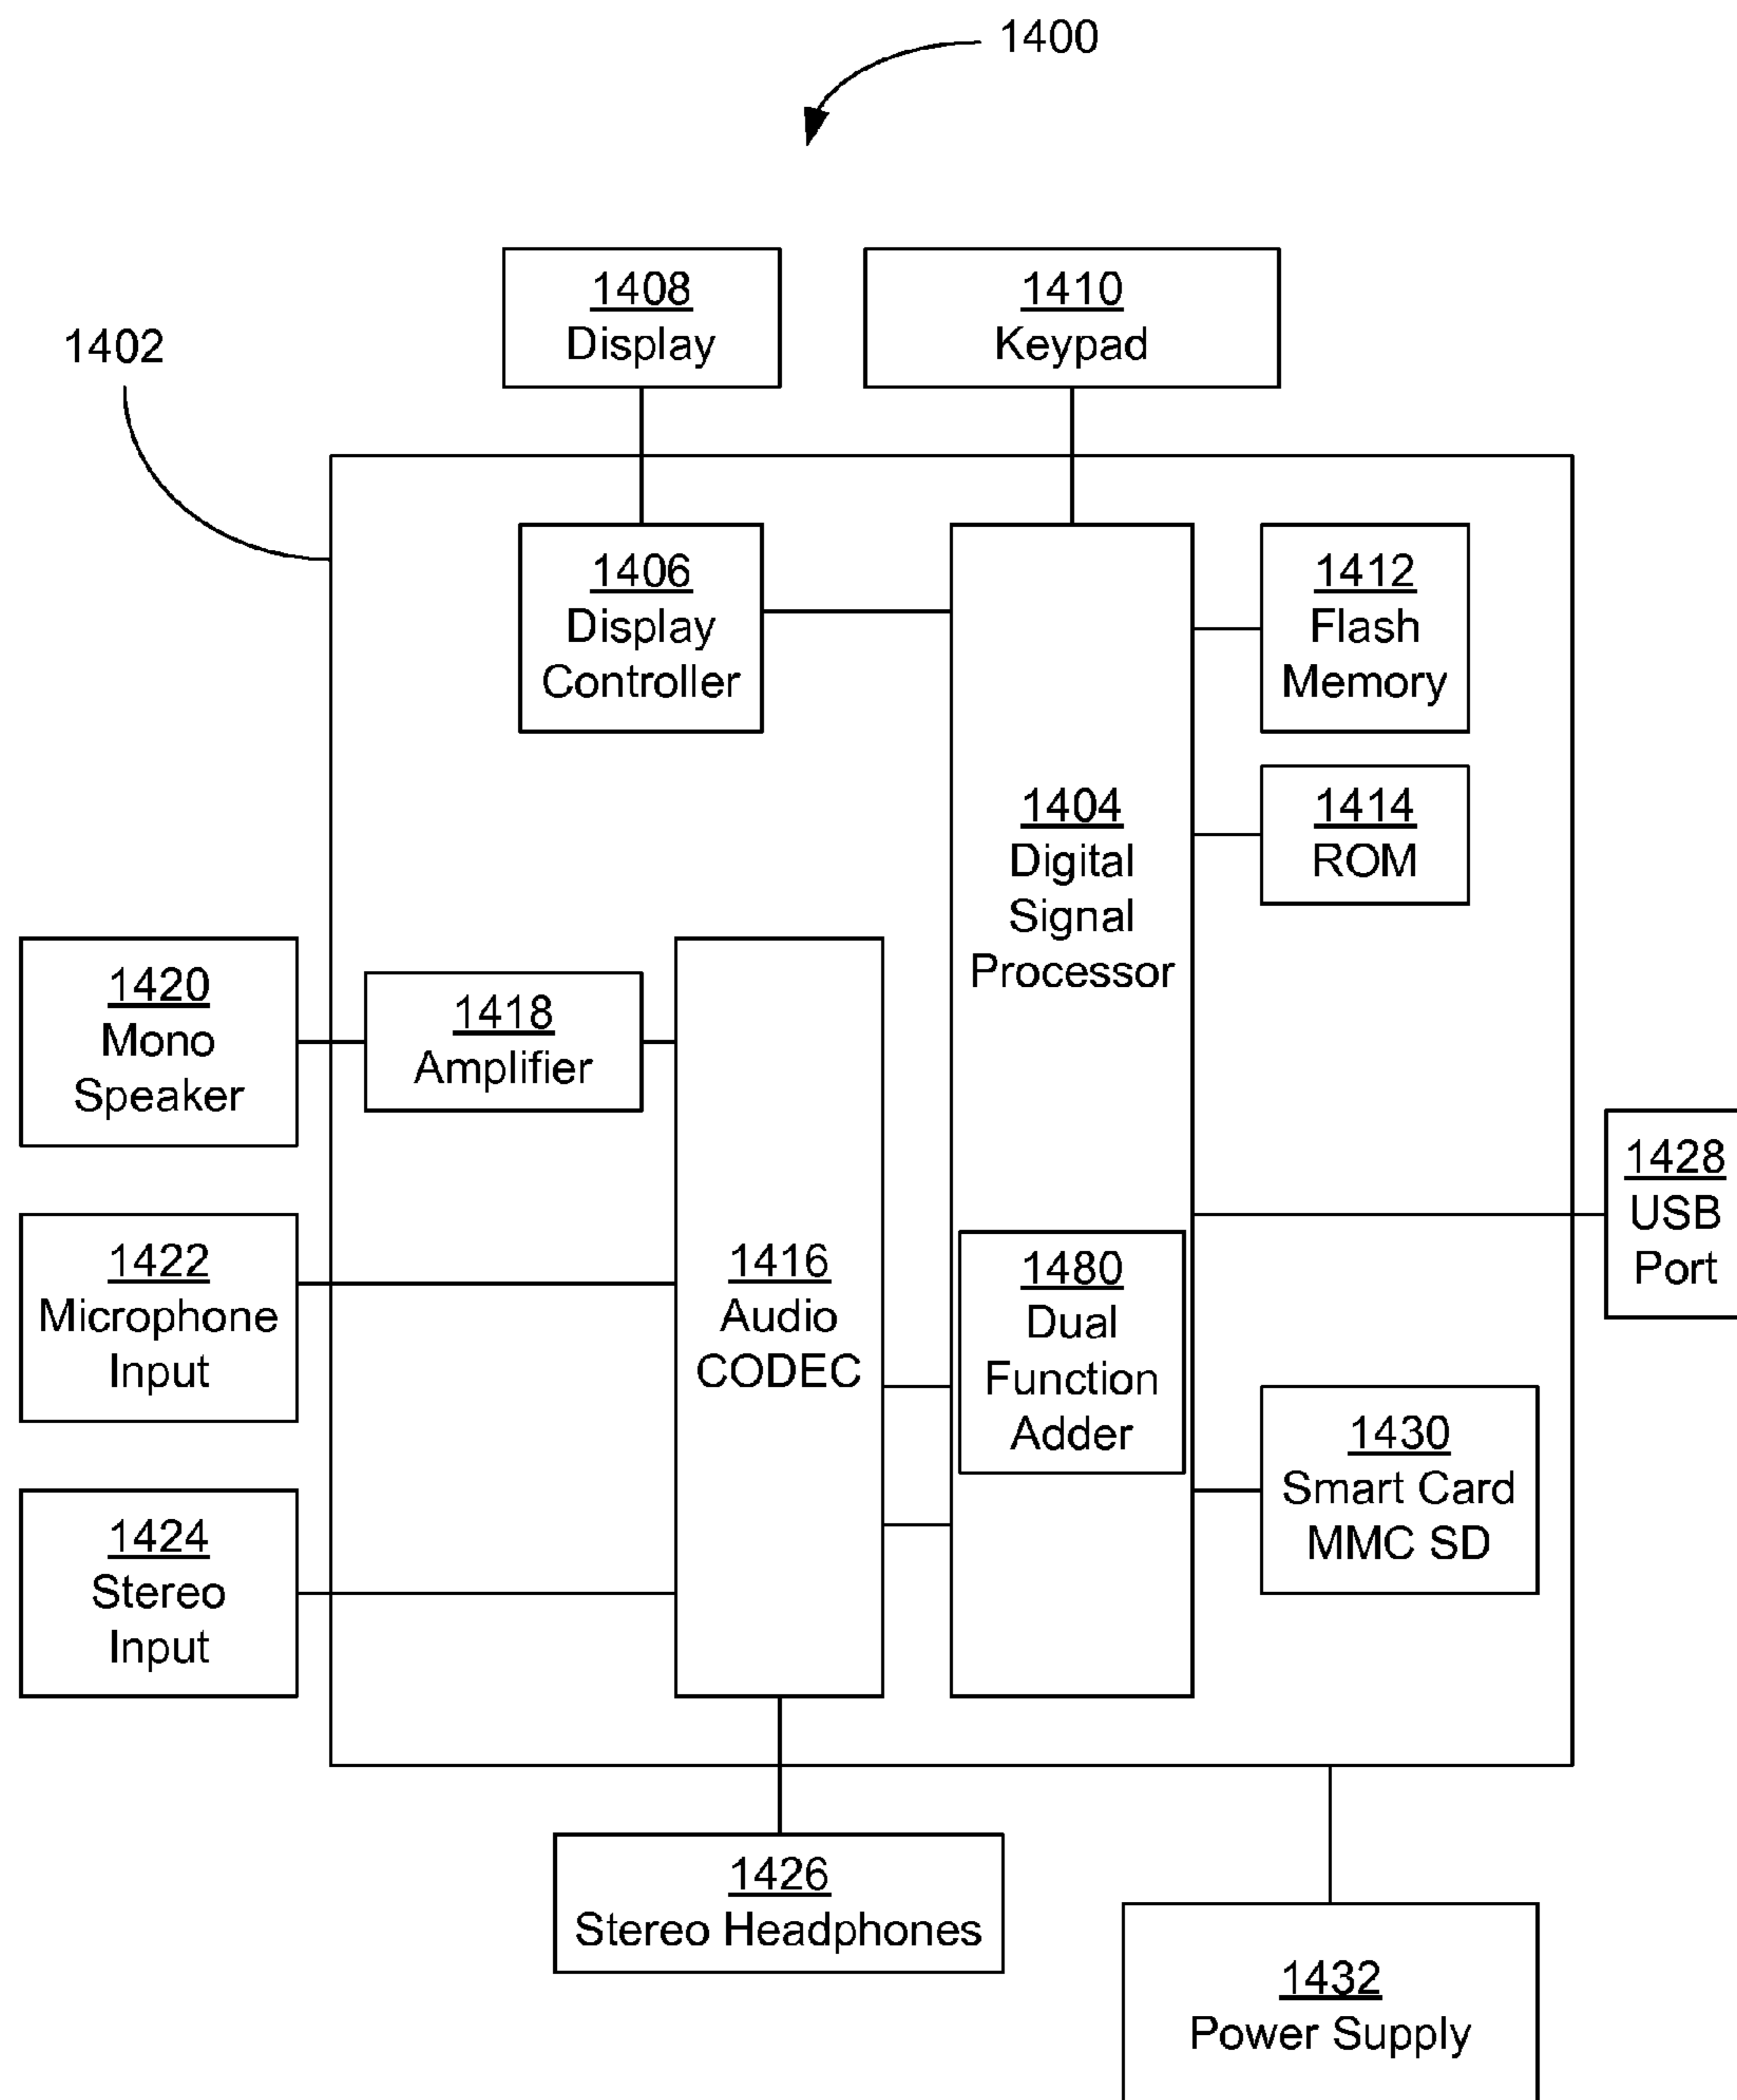 1400
1408
Display
1410
Keypad
1402
1406
Display
Controller
1412
Flash
Memory
1404
Digital
Signal
Processor
1414
ROM
1420
Mono
Speaker
1418
Amplifier
1428
USB
Port
1422
Microphone
Input
1416
Audio
CODEC
1480
Dual
Function
Adder
1430
Smart Card
MMC SD
1424
Stereo
Input
1426
Stereo Headphones
1432
Power Supply